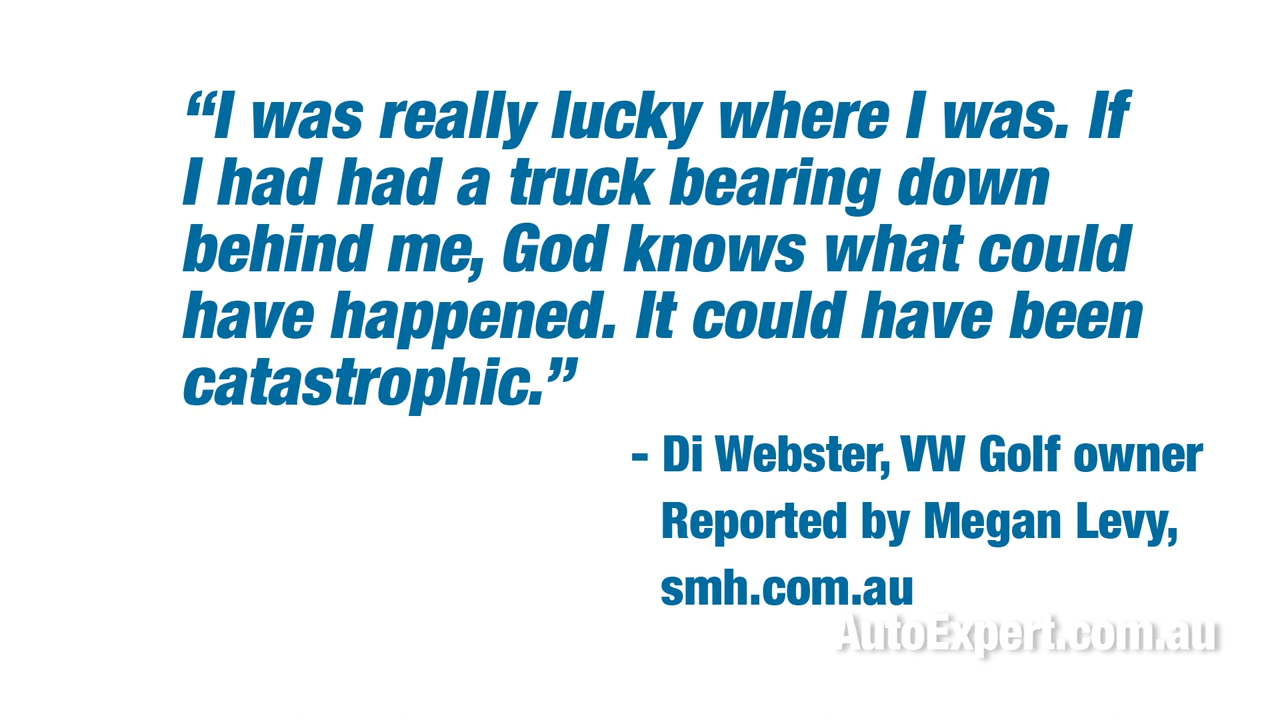 “I was really lucky where I was. If
I had had a truck bearing down
behind me, God knows what could
have happened. It could have been
catastrophic.”
- Di Webster, VW Golf owner
Reported by Megan Levy,
smh.com.au
AutoExpert.com.au